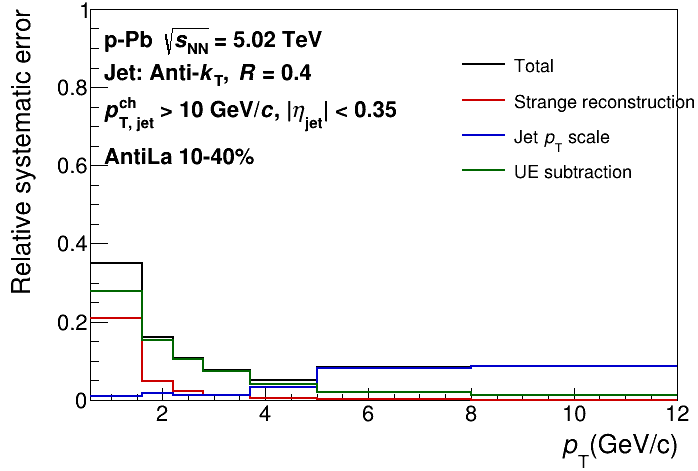 Relative systematic error
1
0.8
0.6
0.4
0.2
0
p-Pb √sNN = 5.02 TeV
Jet: Anti-kT, R = 0.4
pchT, jet > 10 GeV/c, |ηjet| < 0.35
AntiLa 10-40%
Total
Strange reconstruction
Jet pT scale
UE subtraction
2 4 6 8 10 12
pT(GeV/c)